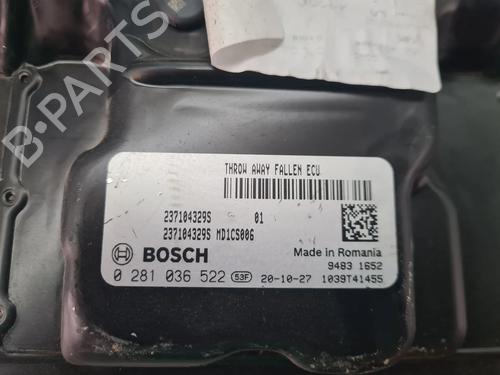 B-PARTS
THROW AWAY FALLEN ECU
237104329S 01
237104329S MD1CS006
BOSCH
Made in Romania
9483 1652
0 281 036 522 53F 20-10-27 1039T41455